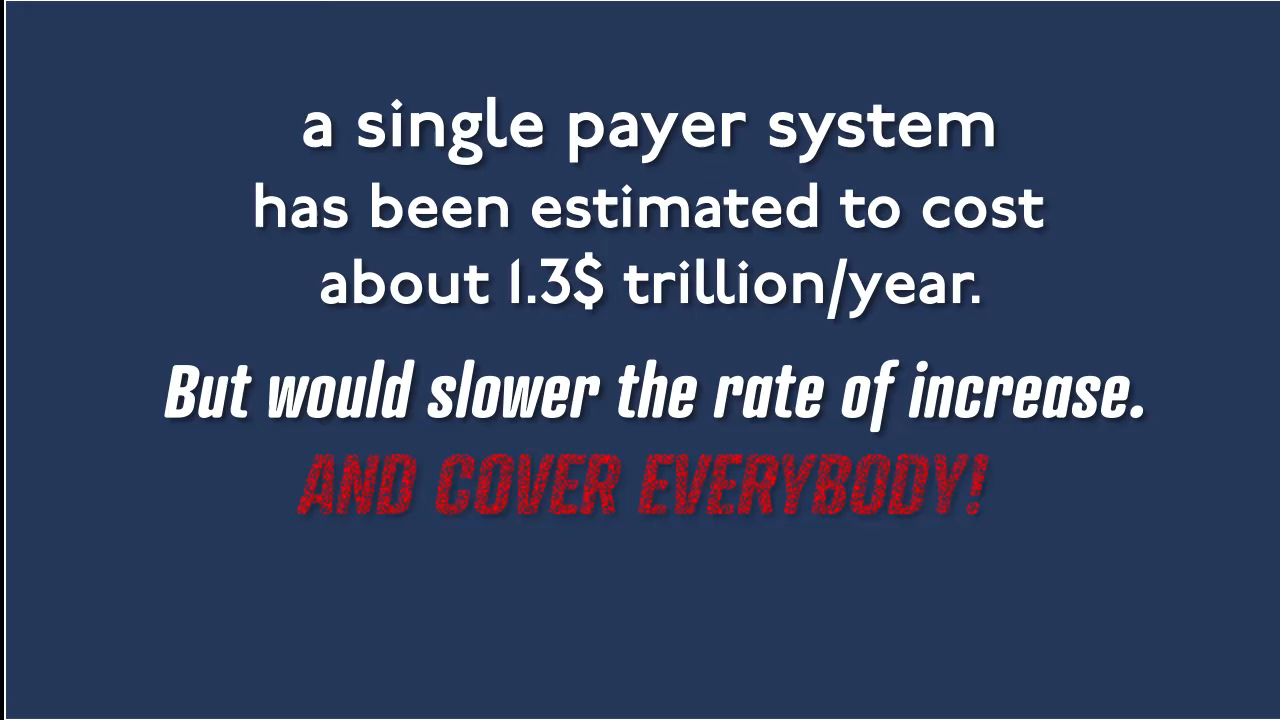 a single payer system
has been estimated to cost
about 1.3$ trillion/year.
But would slower the rate of increase.
AND COVER EVERYBODY!